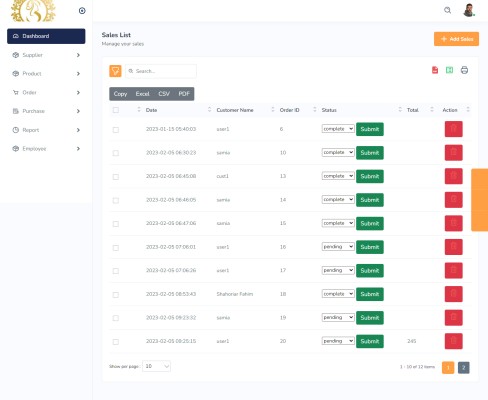 Dashboard
Supplier
Product
Order
Purchase
Report
Employee
Sales List
Manage your sales
+ Add Sales
Search...
Copy Excel CSV PDF
Date Customer Name Order ID Status Total Action
2023-01-15 05:40:03 user1 6 complete Submit
2023-02-05 06:30:23 samia 10 complete Submit
2023-02-05 08:45:08 cust1 13 complete Submit
2023-02-05 08:46:05 samia 14 complete Submit
2023-02-05 06:47:06 samia 15 complete Submit
2023-02-05 07:06:01 user1 16 pending Submit
2023-02-05 07:06:26 user1 17 pending Submit
2023-02-05 08:53:43 Shahoriar Fahim 18 complete Submit
2023-02-05 09:23:32 samia 19 pending Submit
2023-02-05 09:25:15 user1 20 pending Submit 245
Show per page : 10 1 - 10 of 12 items 1 2